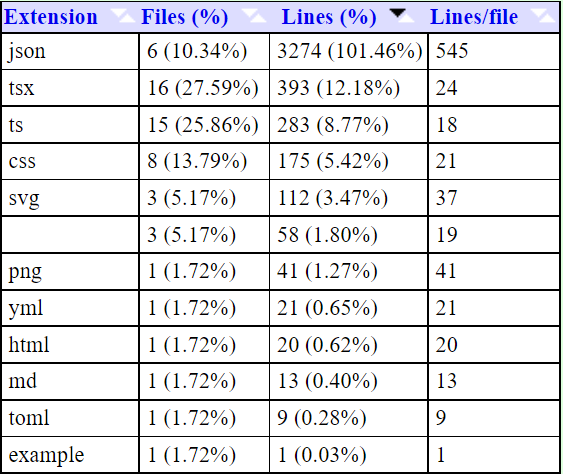 Extension Files (%) Lines (%) Lines/file
json 6 (10.34%) 3274 (101.46%) 545
tsx 16 (27.59%) 393 (12.18%) 24
ts 15 (25.86%) 283 (8.77%) 18
css 8 (13.79%) 175 (5.42%) 21
svg 3 (5.17%) 112 (3.47%) 37
3 (5.17%) 58 (1.80%) 19
png 1 (1.72%) 41 (1.27%) 41
yml 1 (1.72%) 21 (0.65%) 21
html 1 (1.72%) 20 (0.62%) 20
md 1 (1.72%) 13 (0.40%) 13
toml 1 (1.72%) 9 (0.28%) 9
example 1 (1.72%) 1 (0.03%) 1